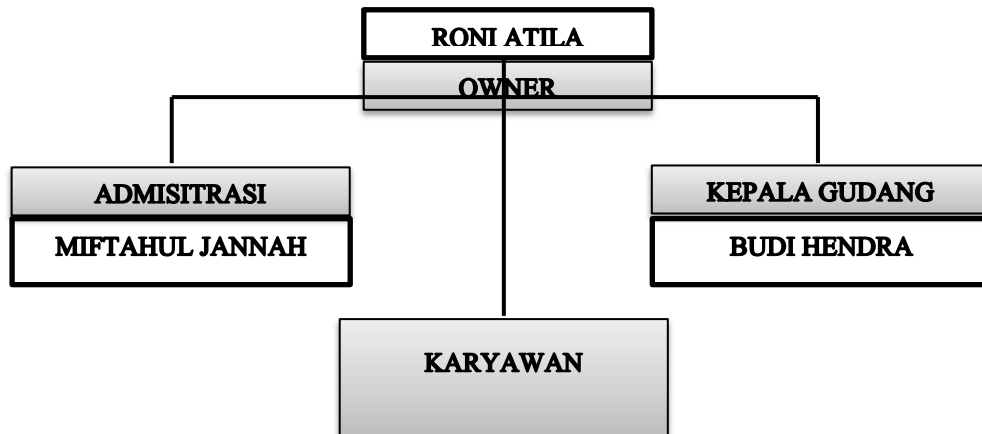 RONI ATILA
OWNER
ADMISITRASI
MIFTAHUL JANNAH
KEPALA GUDANG
BUDI HENDRA
KARYAWAN